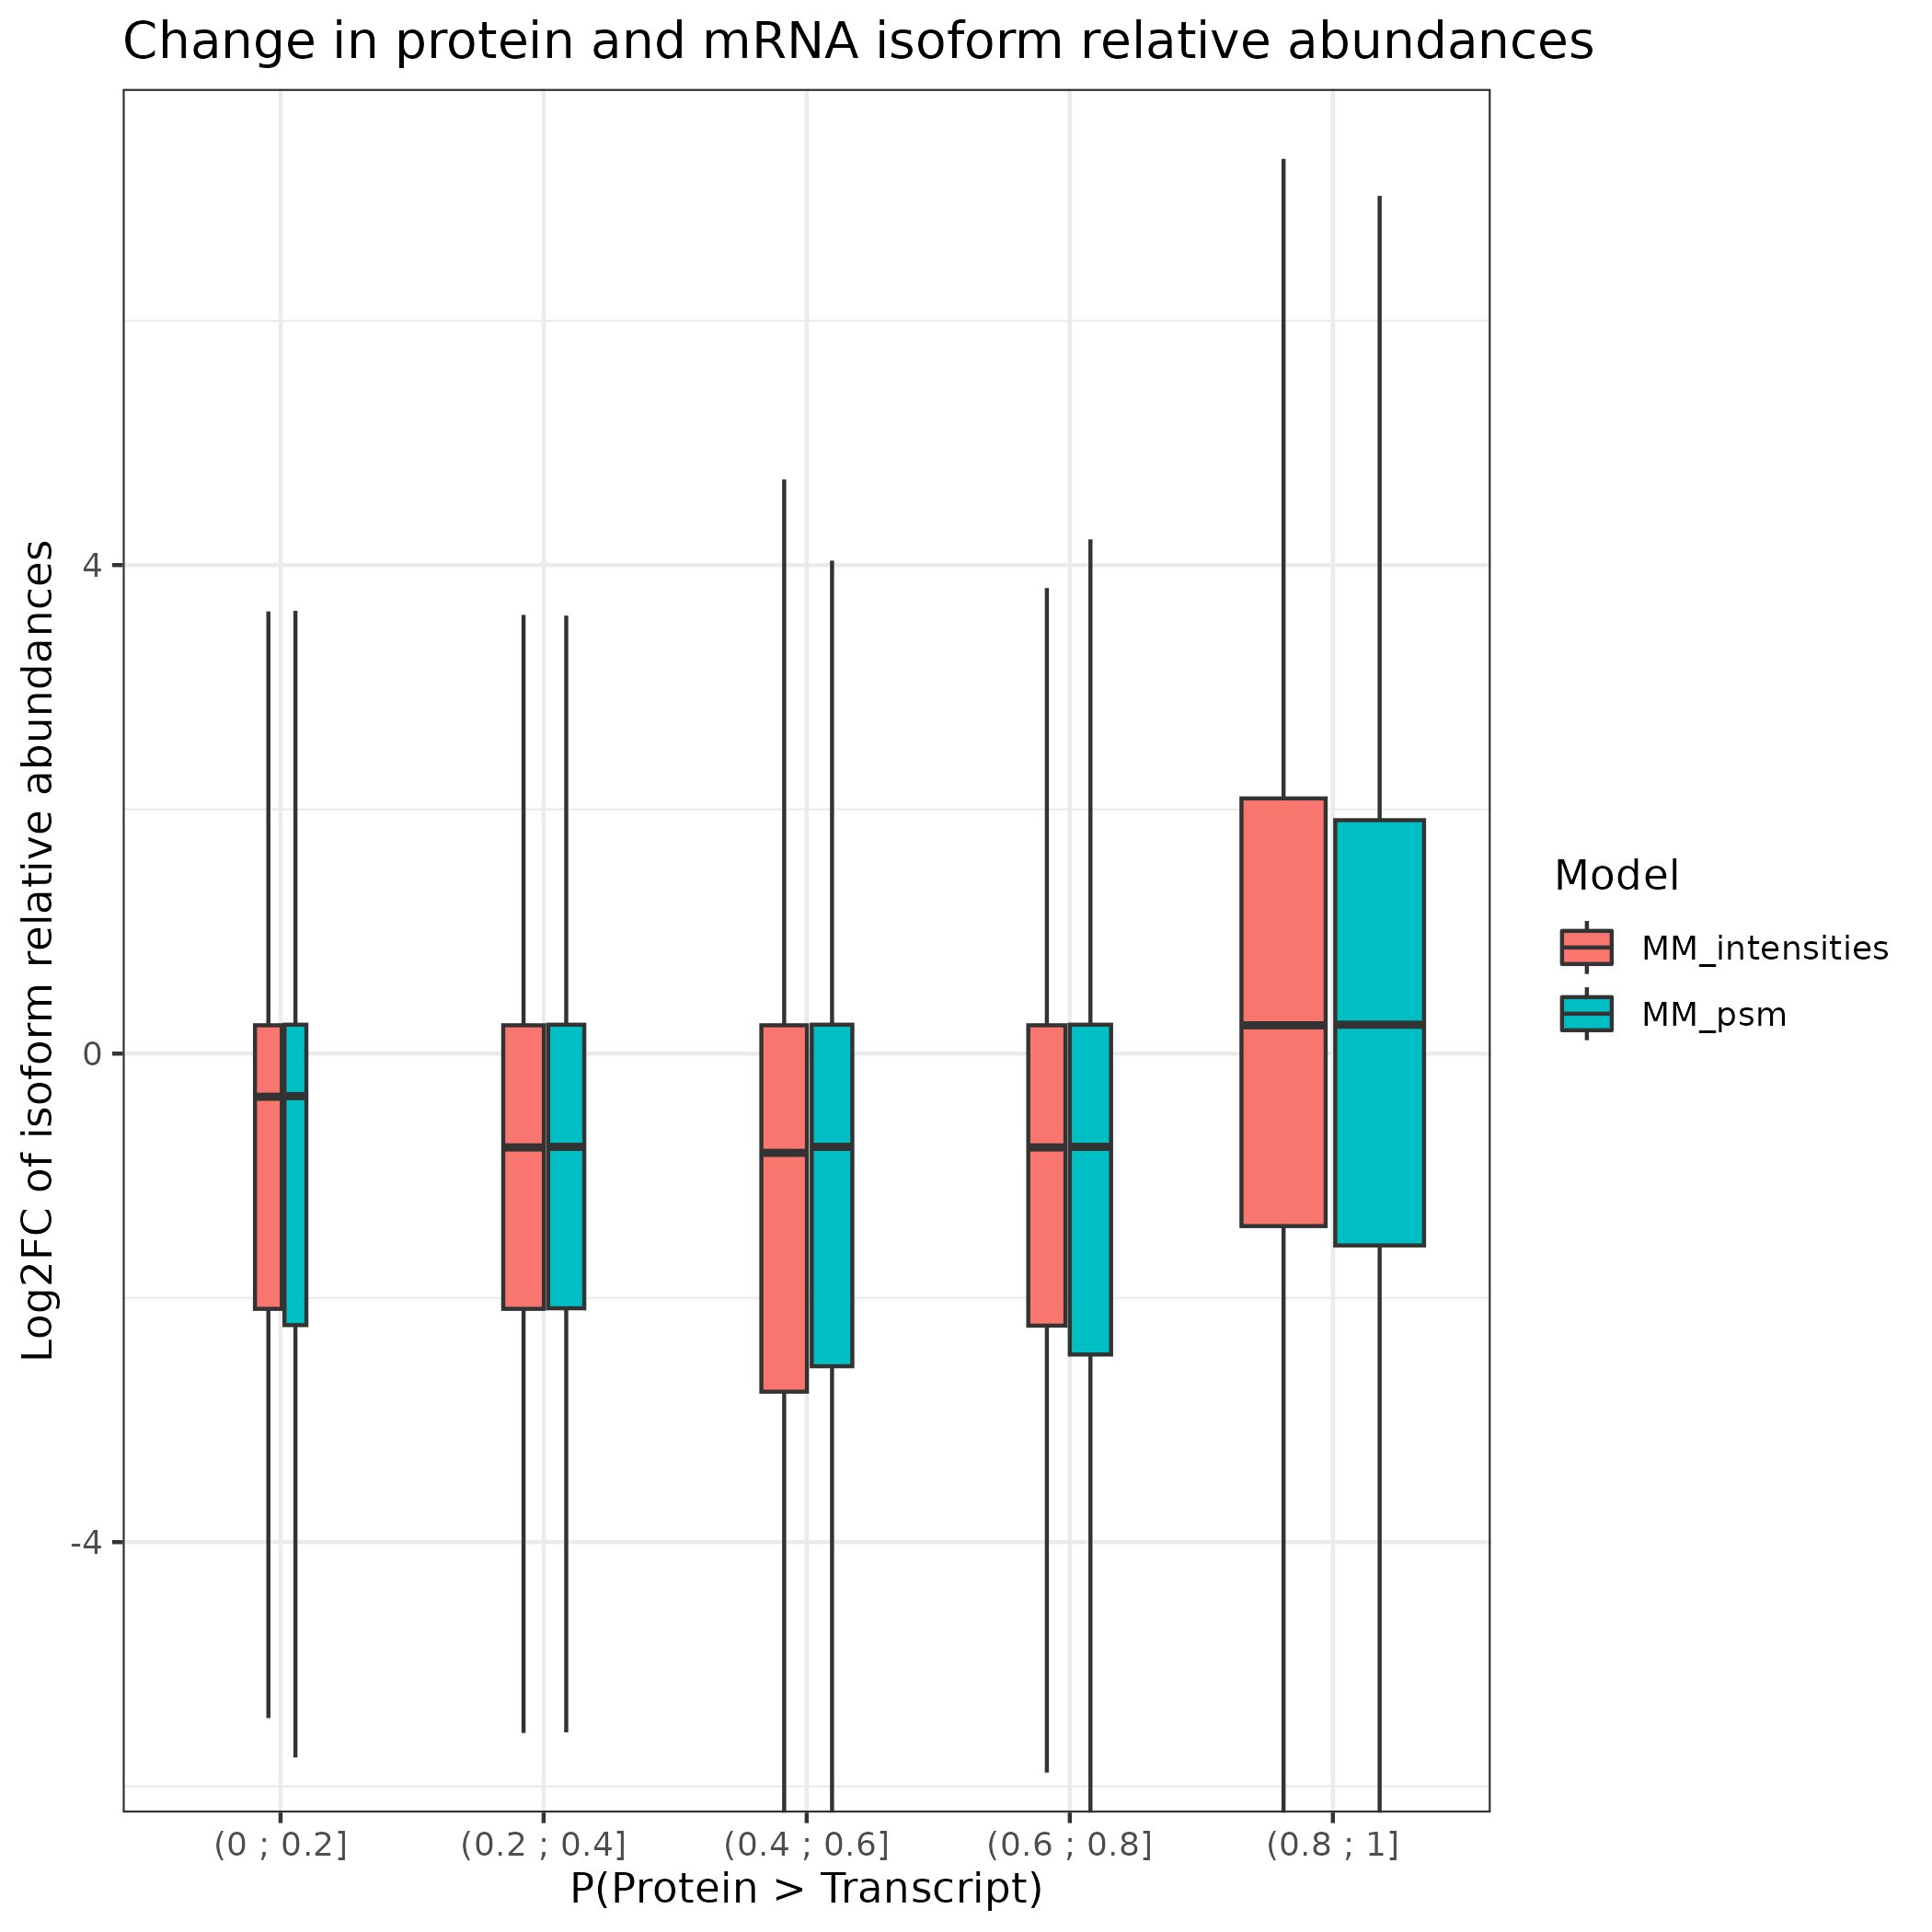 Change in protein and mRNA isoform relative abundances
Log2FC of isoform relative abundances
4
0
-4
(0 ; 0.2]
(0.2 ; 0.4]
(0.4 ; 0.6]
(0.6 ; 0.8]
(0.8 ; 1]
P(Protein > Transcript)
Model
MM_intensities
MM_psm